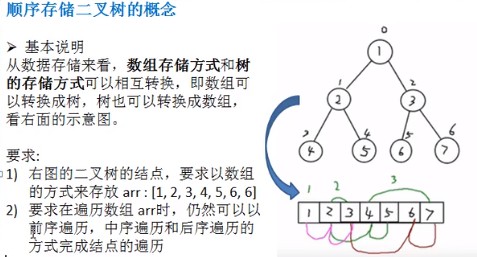 顺序存储二叉树的概念
➢ 基本说明
从数据存储来看，数组存储方式和树
的存储方式可以相互转换，即数组可
以转换成树，树也可以转换成数组，
看右面的示意图。
要求:
1) 右图的二叉树的结点，要求以数组
的方式来存放 arr : [1, 2, 3, 4, 5, 6, 6]
2) 要求在遍历数组 arr时，仍然可以以
前序遍历，中序遍历和后序遍历的
方式完成结点的遍历
0
1
1 2
2 3
3 4 5 6
4 5 6 7
1 2 3
1 2 3 4 5 6 7